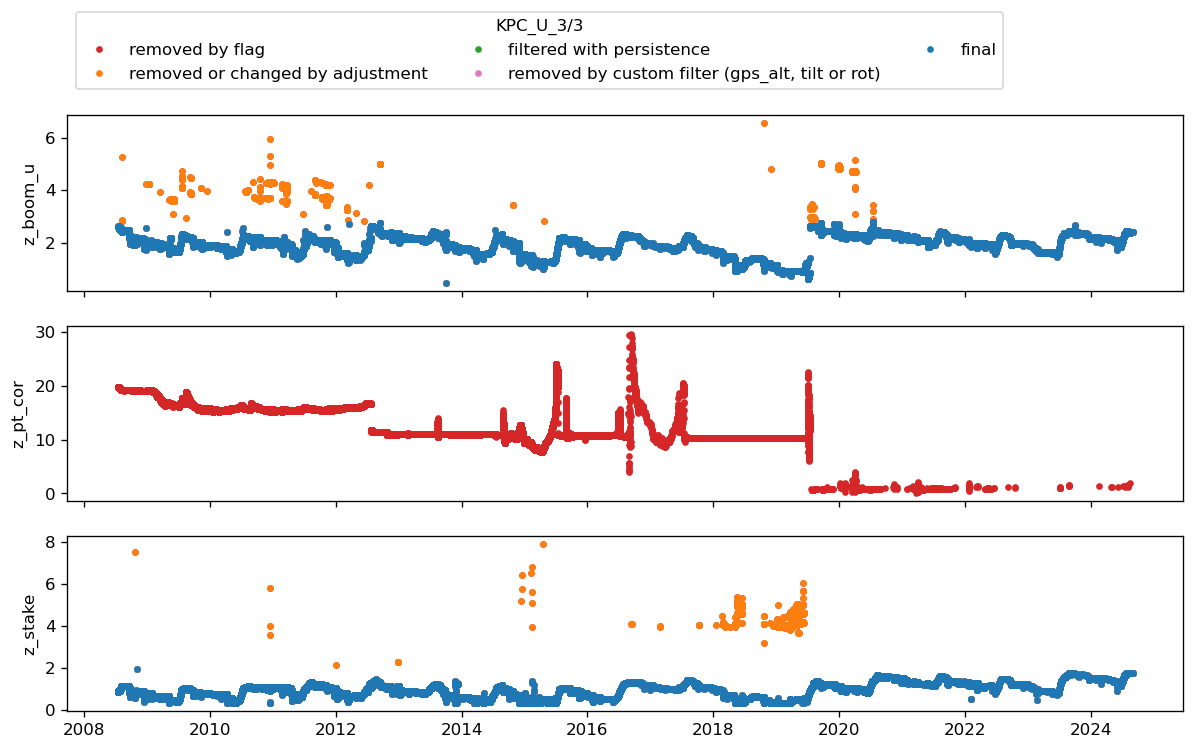 KPC_U_3/3
removed by flag
removed or changed by adjustment
filtered with persistence
removed by custom filter (gps_alt, tilt or rot)
final
z_boom_u
6
4
2
z_pt_cor
30
20
10
0
z_stake
8
6
4
2
0
2008 2010 2012 2014 2016 2018 2020 2022 2024